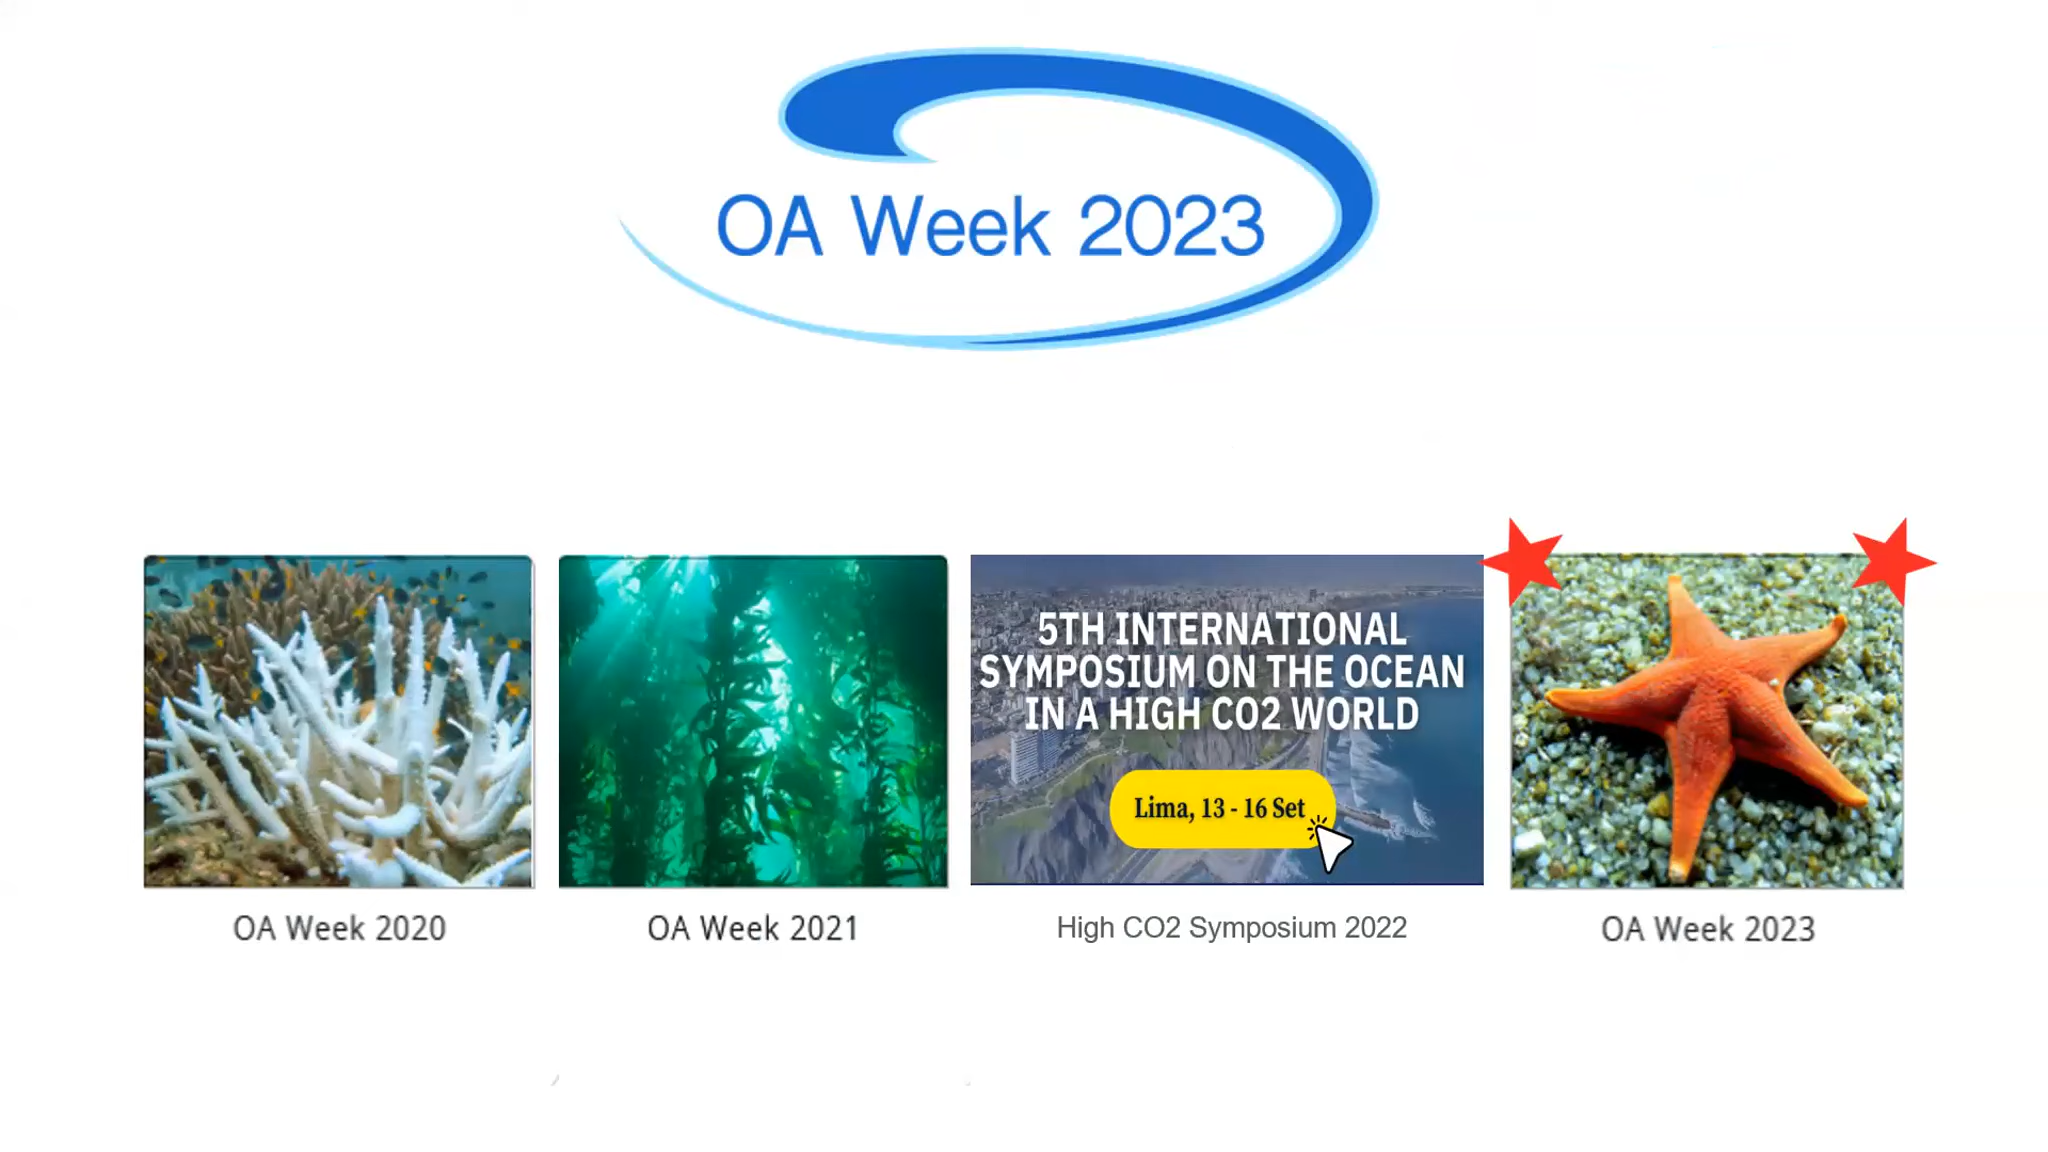 OA Week 2023
5TH INTERNATIONAL
SYMPOSIUM ON THE OCEAN
IN A HIGH CO2 WORLD
Lima, 13 - 16 Set
OA Week 2020
OA Week 2021
High CO2 Symposium 2022
OA Week 2023